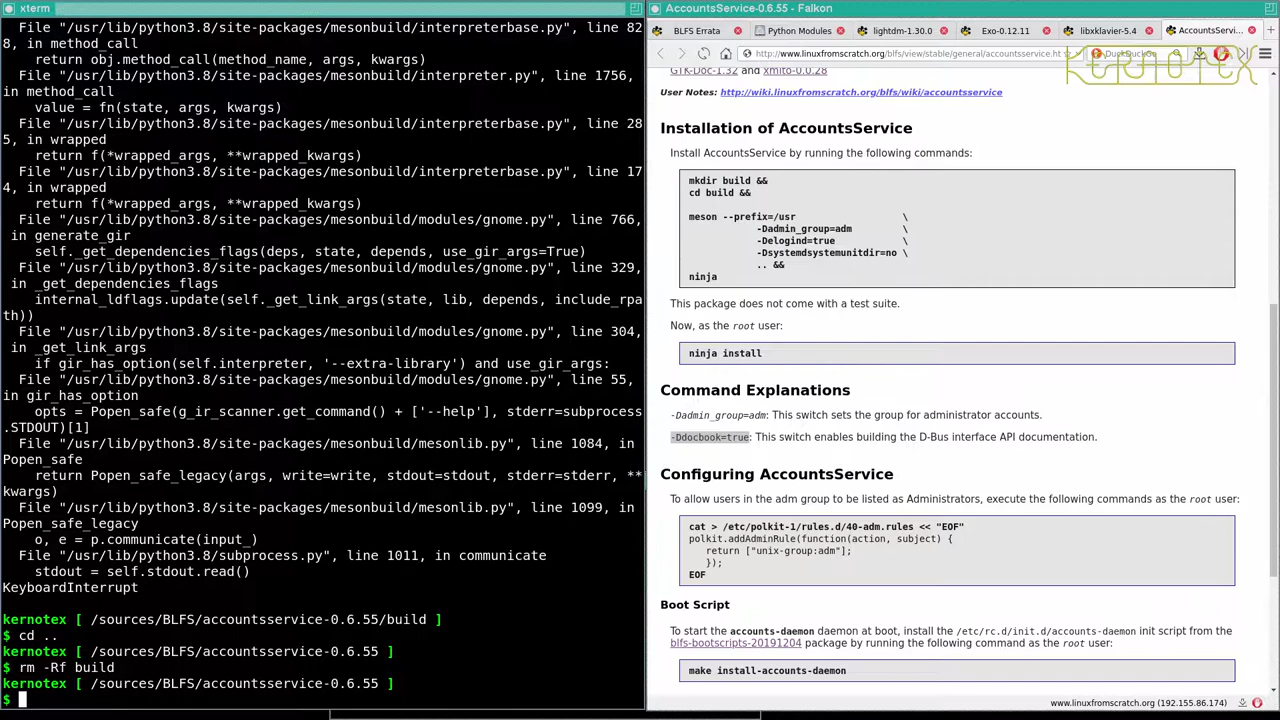 xterm
File "/usr/lib/python3.8/site-packages/mesonbuild/interpreter.py", line 82
8, in method_call
return obj.method_call(method_name, args, kwargs)
File "/usr/lib/python3.8/site-packages/mesonbuild/interpreter.py", line 1756,
in method_call
value = fn(state, args, kwargs)
File "/usr/lib/python3.8/site-packages/mesonbuild/interpreterbase.py", line 28
5, in wrapped
return f(*wrapped_args, **wrapped_kwargs)
File "/usr/lib/python3.8/site-packages/mesonbuild/interpreterbase.py", line 17
4, in wrapped
return f(*wrapped_args, **wrapped_kwargs)
File "/usr/lib/python3.8/site-packages/mesonbuild/modules/gnome.py", line 766,
in generate_gir
self._get_dependencies_flags(deps, state, depends, use_gir_args=True)
File "/usr/lib/python3.8/site-packages/mesonbuild/modules/gnome.py", line 329,
in _get_dependencies_flags
internal_ldflags.update(self._get_link_args(state, lib, depends, include_rpa
th))
File "/usr/lib/python3.8/site-packages/mesonbuild/modules/gnome.py", line 304,
in _get_link_args
if gir_has_option(self.interpreter, '--extra-library') and use_gir_args:
File "/usr/lib/python3.8/site-packages/mesonbuild/modules/gnome.py", line 55,
in gir_has_option
opts = Popen_safe(g_ir_scanner.get_command() + ['--help'], stderr=subprocess
.STDOUT)[1]
File "/usr/lib/python3.8/site-packages/mesonbuild/mesonlib.py", line 1084, in
Popen_safe
return Popen_safe_legacy(args, write=write, stdout=stdout, stderr=stderr, **
kwargs)
File "/usr/lib/python3.8/site-packages/mesonbuild/mesonlib.py", line 1099, in
Popen_safe_legacy
o, e = p.communicate(input_)
File "/usr/lib/python3.8/subprocess.py", line 1011, in communicate
stdout = self.stdout.read()
KeyboardInterrupt
kernotex [ /sources/BLFS/accountsservice-0.6.55/build ]
$ cd ..
kernotex [ /sources/BLFS/accountsservice-0.6.55 ]
$ rm -Rf build
kernotex [ /sources/BLFS/accountsservice-0.6.55 ]
$
AccountsService-0.6.55 - Falkon
BLFS Errata
Python Modules
lightdm-1.30.0
Exo-0.12.11
libxklavier-5.4
AccountsServi...
http://www.linuxfromscratch.org/blfs/view/stable/general/accountsservice.ht
DuckDuckGo
KERNOTEX
GTK-Doc-1.32 and xmlto-0.0.28
User Notes: http://wiki.linuxfromscratch.org/blfs/wiki/accountsservice
Installation of AccountsService
Install AccountsService by running the following commands:
mkdir build &&
cd build &&
meson --prefix=/usr \
-Dadmin_group=adm \
-Delogind=true \
-Dsystemdsystemunitdir=no \
.. &&
ninja
This package does not come with a test suite.
Now, as the root user:
ninja install
Command Explanations
-Dadmin_group=adm: This switch sets the group for administrator accounts.
-Ddocbook=true: This switch enables building the D-Bus interface API documentation.
Configuring AccountsService
To allow users in the adm group to be listed as Administrators, execute the following commands as the root user:
cat > /etc/polkit-1/rules.d/40-adm.rules << "EOF"
polkit.addAdminRule(function(action, subject) {
return ["unix-group:adm"];
});
EOF
Boot Script
To start the accounts-daemon daemon at boot, install the /etc/rc.d/init.d/accounts-daemon init script from the
blfs-bootscripts-20191204 package by running the following command as the root user:
make install-accounts-daemon
www.linuxfromscratch.org (192.155.86.174)